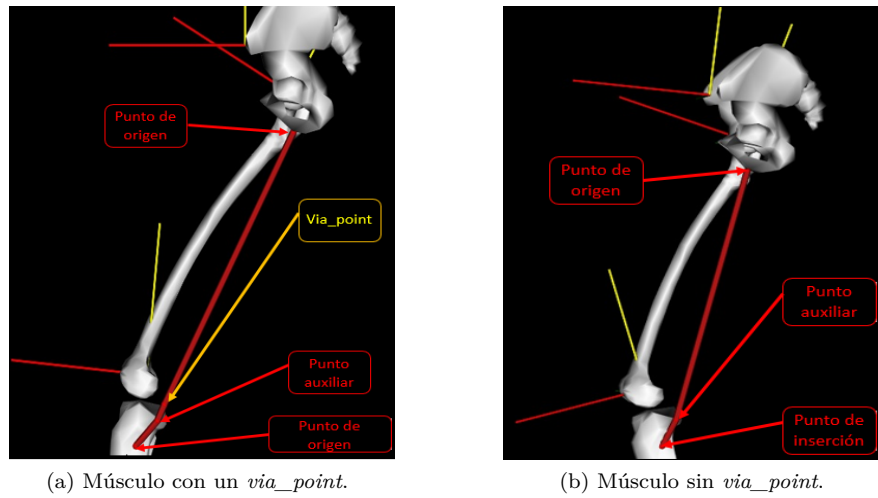 Punto de
origen
Via_point
Punto
auxiliar
Punto de
origen
(a) Músculo con un via_point.
Punto de
origen
Punto
auxiliar
Punto de
inserción
(b) Músculo sin via_point.